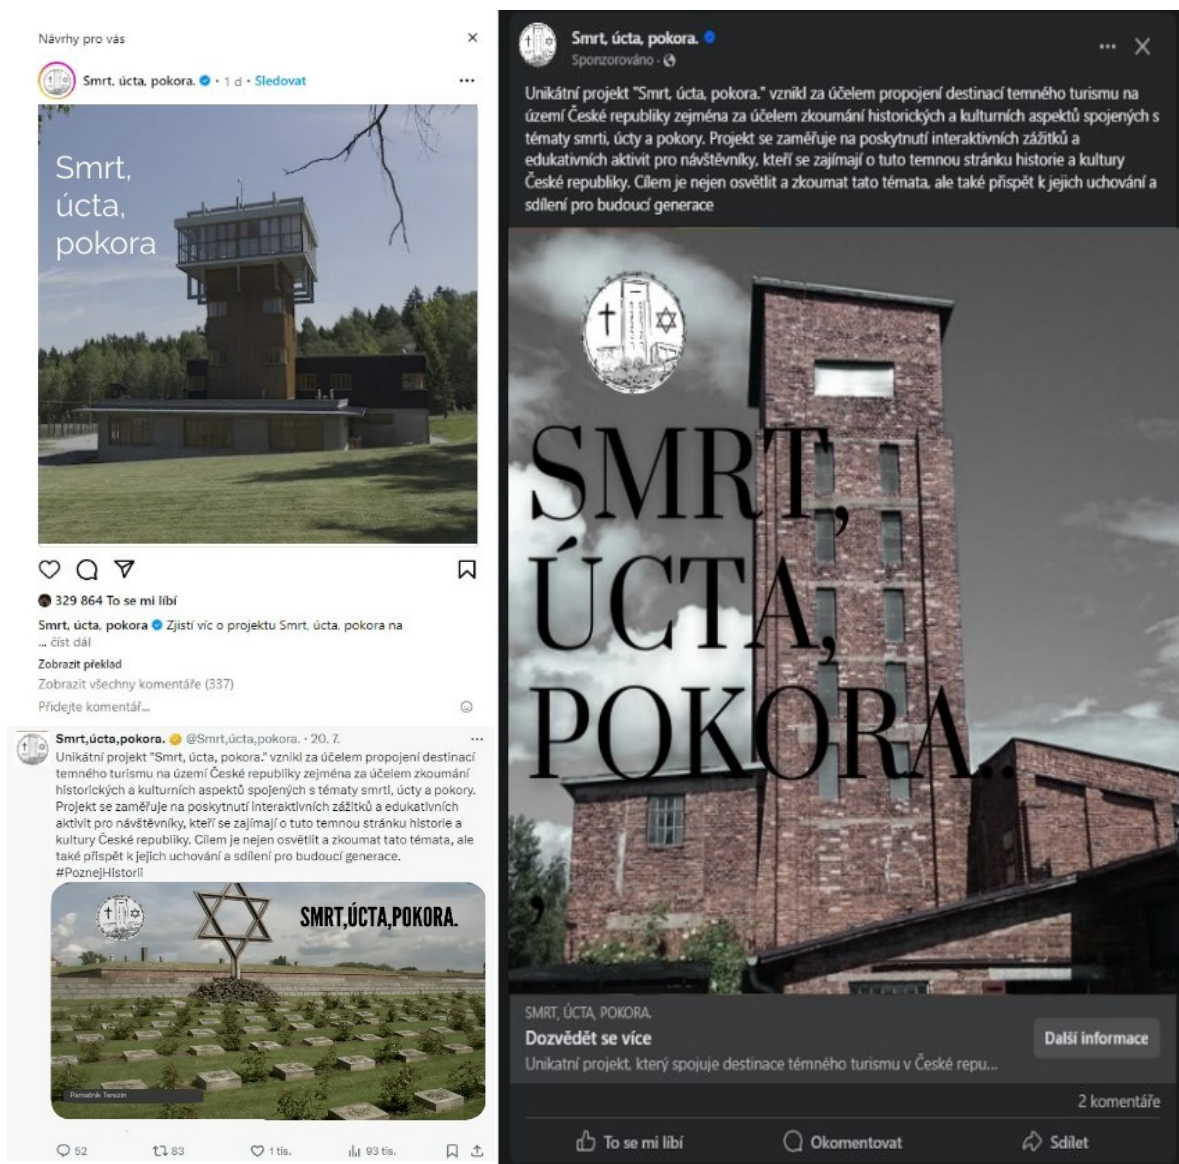 Návrhy pro vás
Smrt, úcta, pokora. • 1 d • Sledovat
Smrt,
úcta,
pokora
329 864 To se mi líbí
Smrt, úcta, pokora Zjistí víc o projektu Smrt, úcta, pokora na
... číst dál
Zobrazit překlad
Zobrazit všechny komentáře (337)
Přidejte komentář...
Smrt,úcta,pokora. @Smrt,úcta,pokora. · 20. 7.
Unikátní projekt "Smrt, úcta, pokora." vznikl za účelem propojení destinací
temného turismu na území České republiky zejména za účelem zkoumání
historických a kulturních aspektů spojených s tématy smrti, úcty a pokory.
Projekt se zaměřuje na poskytnutí interaktivních zážitků a edukativních
aktivit pro návštěvníky, kteří se zajímají o tuto temnou stránku historie a
kultury České republiky. Cílem je nejen osvětlit a zkoumat tato témata, ale
také přispět k jejich uchování a sdílení pro budoucí generace.
#PoznejHistorii
SMRT,ÚCTA,POKORA.
Památník Terezín
52 83 1 tis. 93 tis.
Smrt, úcta, pokora.
Sponzorováno ·
Unikátní projekt "Smrt, úcta, pokora." vznikl za účelem propojení destinací temného turismu na
území České republiky zejména za účelem zkoumání historických a kulturních aspektů spojených s
tématy smrti, úcty a pokory. Projekt se zaměřuje na poskytnutí interaktivních zážitků a
edukativních aktivit pro návštěvníky, kteří se zajímají o tuto temnou stránku historie a kultury
České republiky. Cílem je nejen osvětlit a zkoumat tato témata, ale také přispět k jejich uchování a
sdílení pro budoucí generace
SMRT,
ÚCTA,
POKORA..
,
SMRT, ÚCTA, POKORA.
Dozvědět se více
Další informace
Unikatní projekt, který spojuje destinace témného turismu v České repu...
2 komentáře
To se mi líbí
Okomentovat
Sdílet